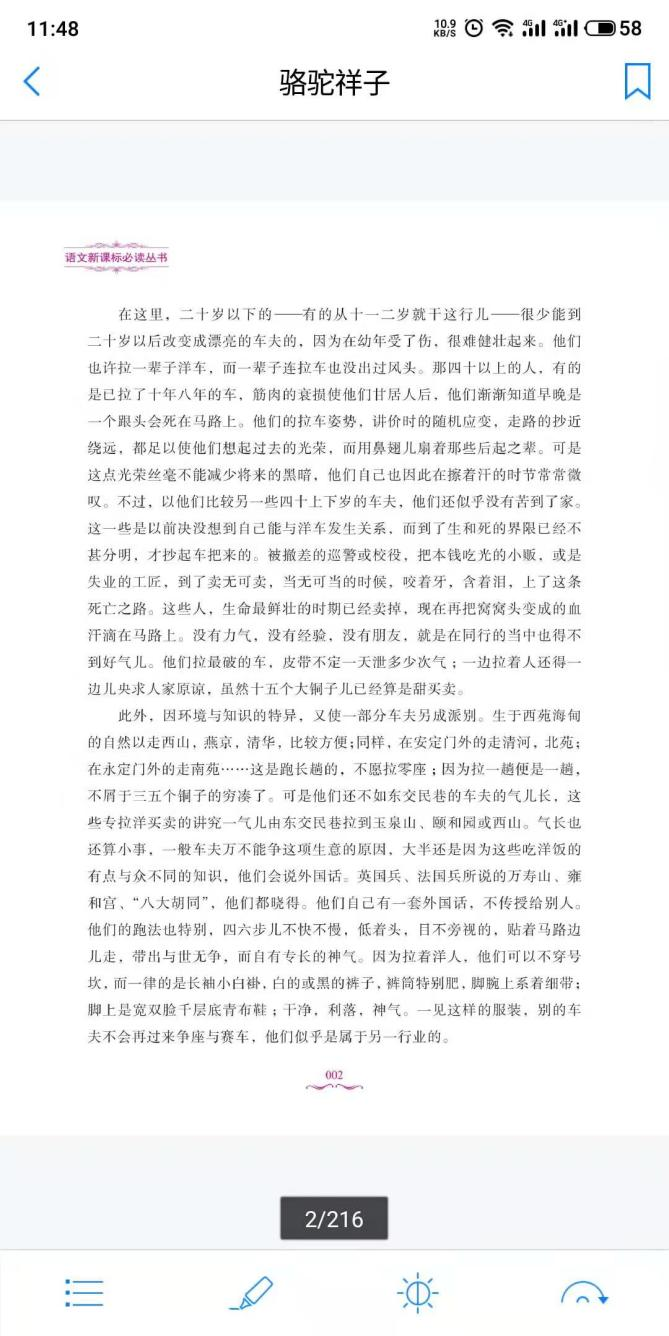 11:48
10.9
KB/S
4G
4G+
58
骆驼祥子
语文新课标必读丛书
在这里，二十岁以下的——有的从十一二岁就干这行儿——很少能到
二十岁以后改变成漂亮的车夫的，因为在幼年受了伤，很难健壮起来。他们
也许拉一辈子洋车，而一辈子连拉车也没出过风头。那四十以上的人，有的
是已拉了十年八年的车，筋肉的衰损使他们甘居人后，他们渐渐知道早晚是
一个跟头会死在马路上。他们的拉车姿势，讲价时的随机应变，走路的抄近
绕远，都足以使他们想起过去的光荣，而用鼻翅儿扇着那些后起之辈。可是
这点光荣丝毫不能减少将来的黑暗，他们自己也因此在擦着汗的时节常常微
叹。不过，以他们比较另一些四十上下岁的车夫，他们还似乎没有苦到了家。
这一些是以前决没想到自己能与洋车发生关系，而到了生和死的界限已经不
甚分明，才抄起车把来的。被撤差的巡警或校役，把本钱吃光的小贩，或是
失业的工匠，到了卖无可卖，当无可当的时候，咬着牙，含着泪，上了这条
死亡之路。这些人，生命最鲜壮的时期已经卖掉，现在再把窝窝头变成的血
汗滴在马路上。没有力气，没有经验，没有朋友，就是在同行的当中也得不
到好气儿。他们拉最破的车，皮带不定一天泄多少次气；一边拉着人还得一
边儿央求人家原谅，虽然十五个大铜子儿已经算是甜买卖。
此外，因环境与知识的特异，又使一部分车夫另成派别。生于西苑海甸
的自然以走西山，燕京，清华，比较方便；同样，在安定门外的走清河，北苑；
在永定门外的走南苑……这是跑长趟的，不愿拉零座；因为拉一趟便是一趟，
不屑于三五个铜子的穷凑了。可是他们还不如东交民巷的车夫的气儿长，这
些专拉洋买卖的讲究一气儿由东交民巷拉到玉泉山、颐和园或西山。气长也
还算小事，一般车夫万不能争这项生意的原因，大半还是因为这些吃洋饭的
有点与众不同的知识，他们会说外国话。英国兵、法国兵所说的万寿山、雍
和宫、“八大胡同”，他们都晓得。他们自己有一套外国话，不传授给别人。
他们的跑法也特别，四六步儿不快不慢，低着头，目不旁视的，贴着马路边
儿走，带出与世无争，而自有专长的神气。因为拉着洋人，他们可以不穿号
坎，而一律的是长袖小白褂，白的或黑的裤子，裤筒特别肥，脚腕上系着细带；
脚上是宽双脸千层底青布鞋；干净，利落，神气。一见这样的服装，别的车
夫不会再过来争座与赛车，他们似乎是属于另一行业的。
002
2/216